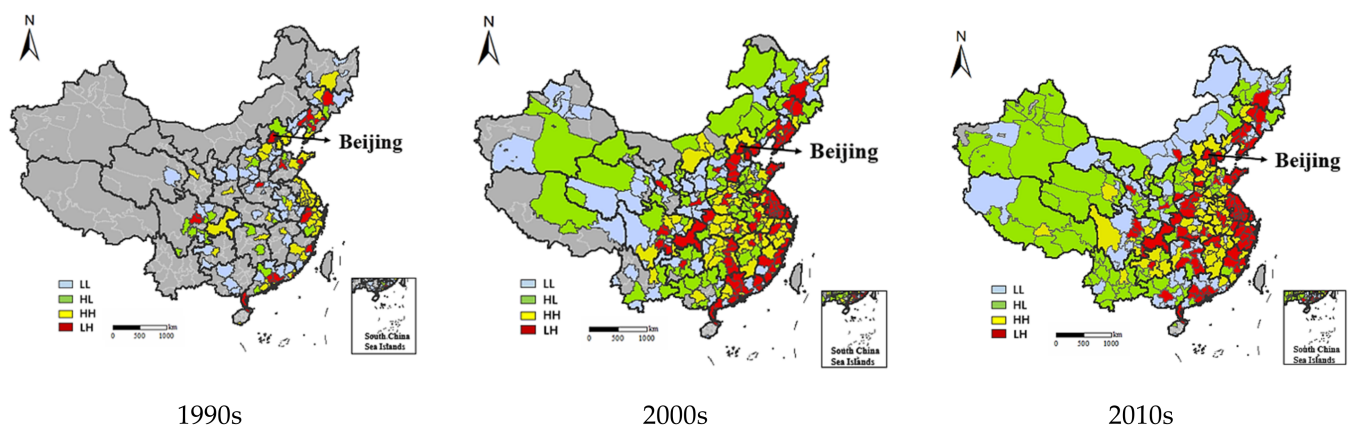 N
Beijing
LL
HL
HH
LH
0 500 1000 km
South China
Sea Islands
1990s
N
Beijing
LL
HL
HH
LH
0 500 1000 km
South China
Sea Islands
2000s
N
Beijing
LL
HL
HH
LH
0 500 1000 km
South China
Sea Islands
2010s